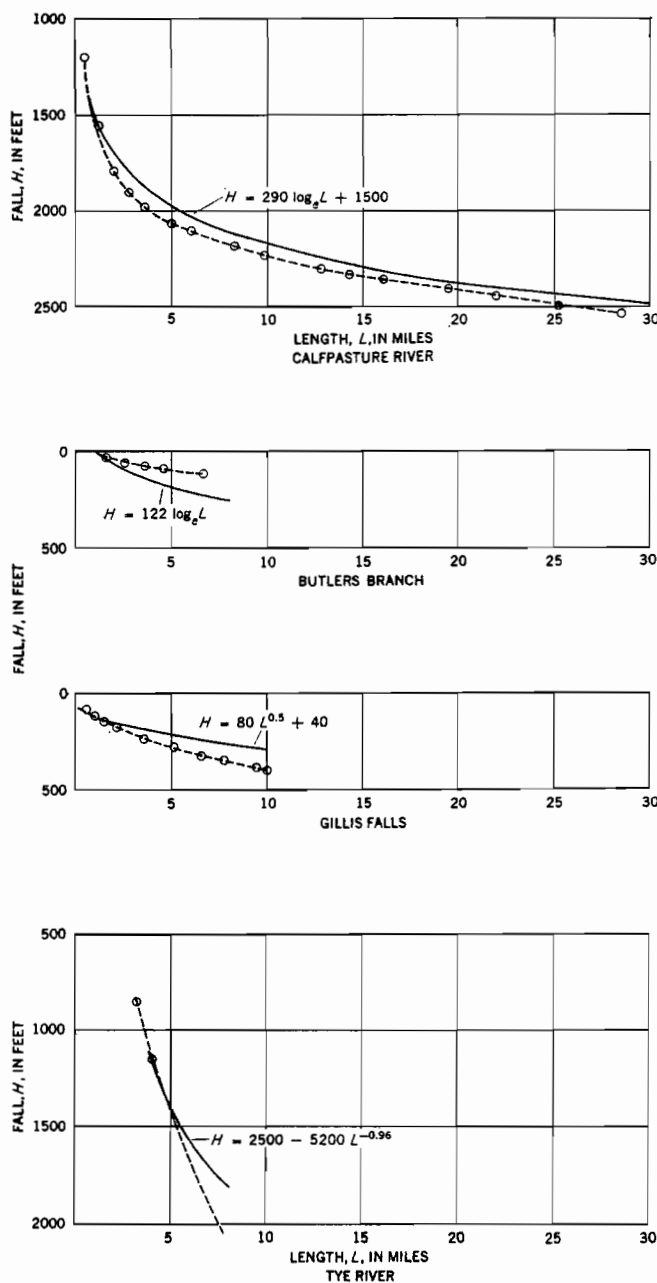 1000
1500
2000
2500
FALL, H, IN FEET
H = 290 logₑL + 1500
5 10 15 20 25 30
LENGTH, L, IN MILES
CALFPASTURE RIVER
0
500
H = 122 logₑL
5 10 15 20 25 30
BUTLERS BRANCH
FALL, H, IN FEET
0
500
H = 80 L^0.5 + 40
5 10 15 20 25 30
GILLIS FALLS
500
1000
1500
2000
FALL, H, IN FEET
H = 2500 − 5200 L^−0.96
5 10 15 20 25 30
LENGTH, L, IN MILES
TYE RIVER